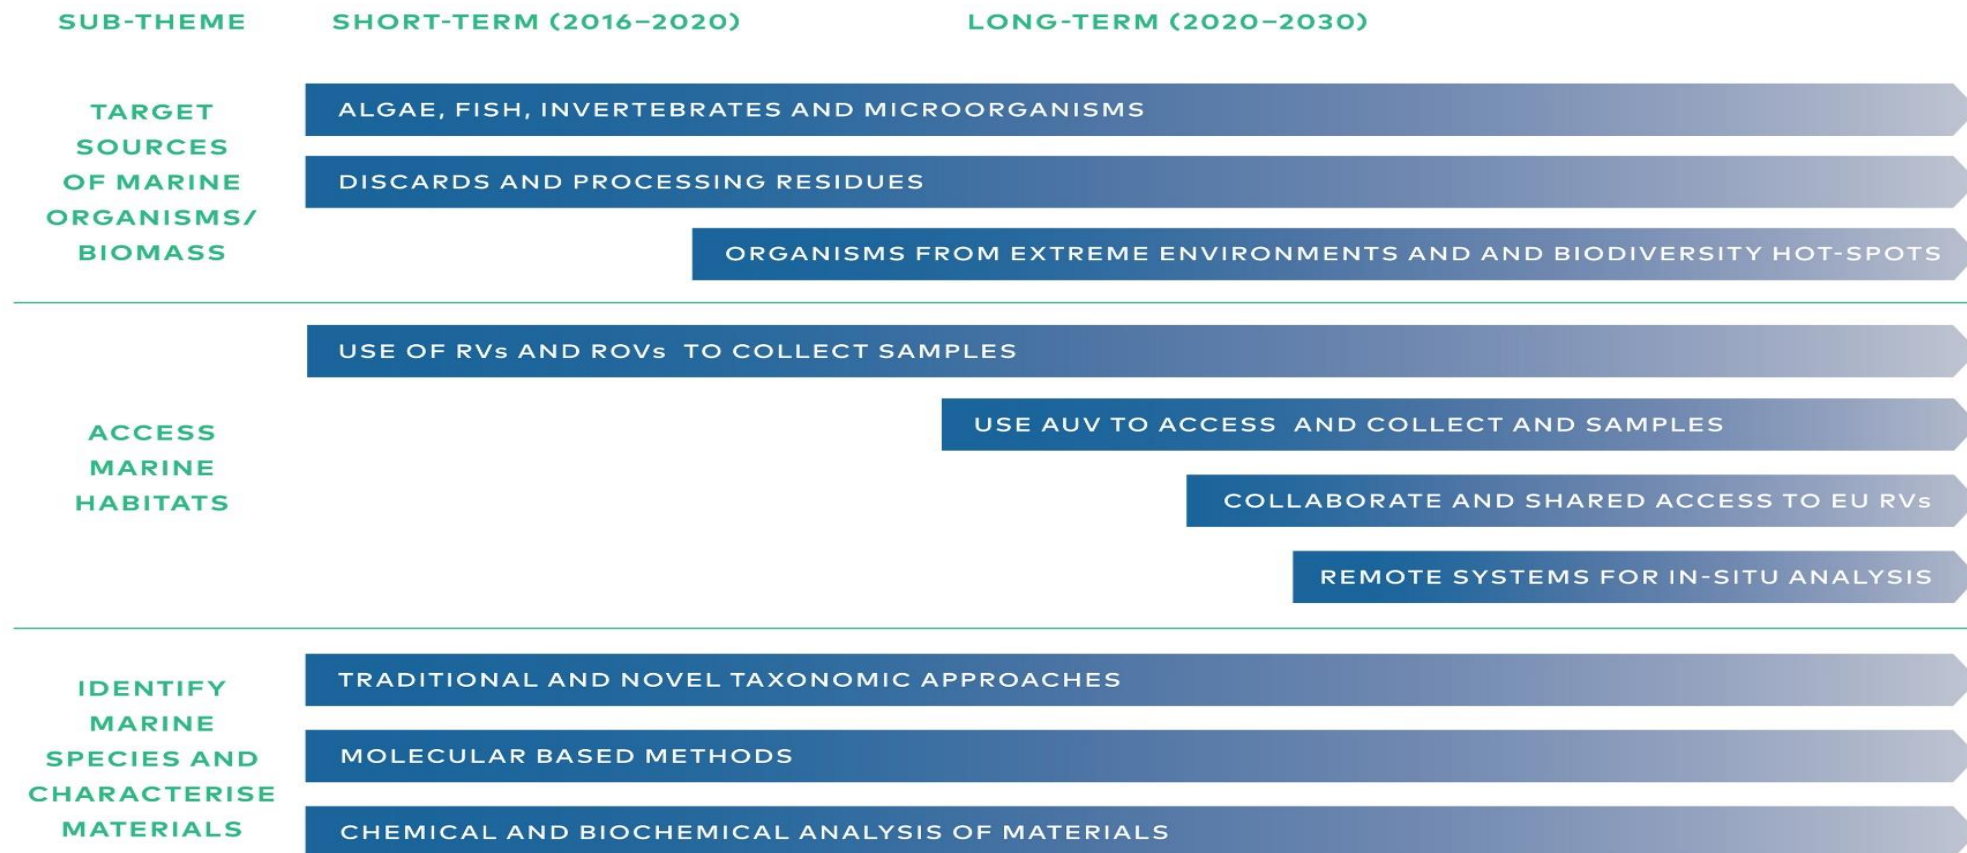 SUB-THEME
SHORT-TERM (2016–2020)
LONG-TERM (2020–2030)
TARGET
SOURCES
OF MARINE
ORGANISMS/
BIOMASS
ALGAE, FISH, INVERTEBRATES AND MICROORGANISMS
DISCARDS AND PROCESSING RESIDUES
ORGANISMS FROM EXTREME ENVIRONMENTS AND AND BIODIVERSITY HOT-SPOTS
ACCESS
MARINE
HABITATS
USE OF RVs AND ROVs TO COLLECT SAMPLES
USE AUV TO ACCESS AND COLLECT AND SAMPLES
COLLABORATE AND SHARED ACCESS TO EU RVs
REMOTE SYSTEMS FOR IN-SITU ANALYSIS
IDENTIFY
MARINE
SPECIES AND
CHARACTERISE
MATERIALS
TRADITIONAL AND NOVEL TAXONOMIC APPROACHES
MOLECULAR BASED METHODS
CHEMICAL AND BIOCHEMICAL ANALYSIS OF MATERIALS